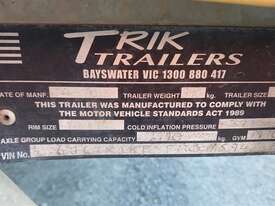 TRIK
TRAILERS
BAYSWATER VIC 1300 880 417
DATE OF MANF. TRAILER WEIGHT KG TRAILER SIZE
THIS TRAILER WAS MANUFACTURED TO COMPLY WITH
THE MOTOR VEHICLE STANDARDS ACT 1989
RIM SIZE COLD INFLATION PRESSURE
AXLE GROUP LOAD CARRYING CAPACITY KG GVM
VIN No.